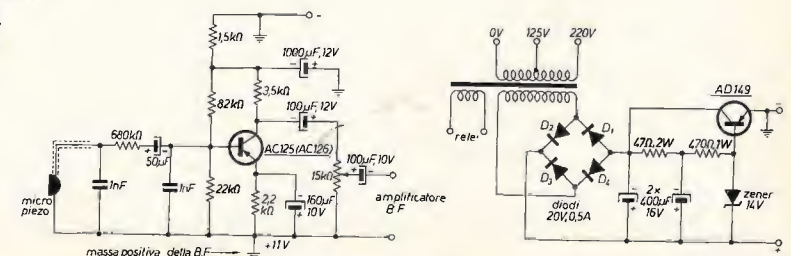 1,5kΩ
-
1000µF,12V
82kΩ
3,5kΩ
100µF,12V
680kΩ
50µF
AC125(AC126)
100µF,10V
15kΩ
1nF
1nF
22kΩ
2,2
kΩ
160µF
10V
micro
piezo
amplificatore
B F
+11V
massa positiva della B.F.
0V
125V
220V
AD149
rele'
D2
D1
D3
D4
47Ω,2W
470Ω,1W
2x
400µF
16V
zener
14V
diodi
20V,0,5A
-
+